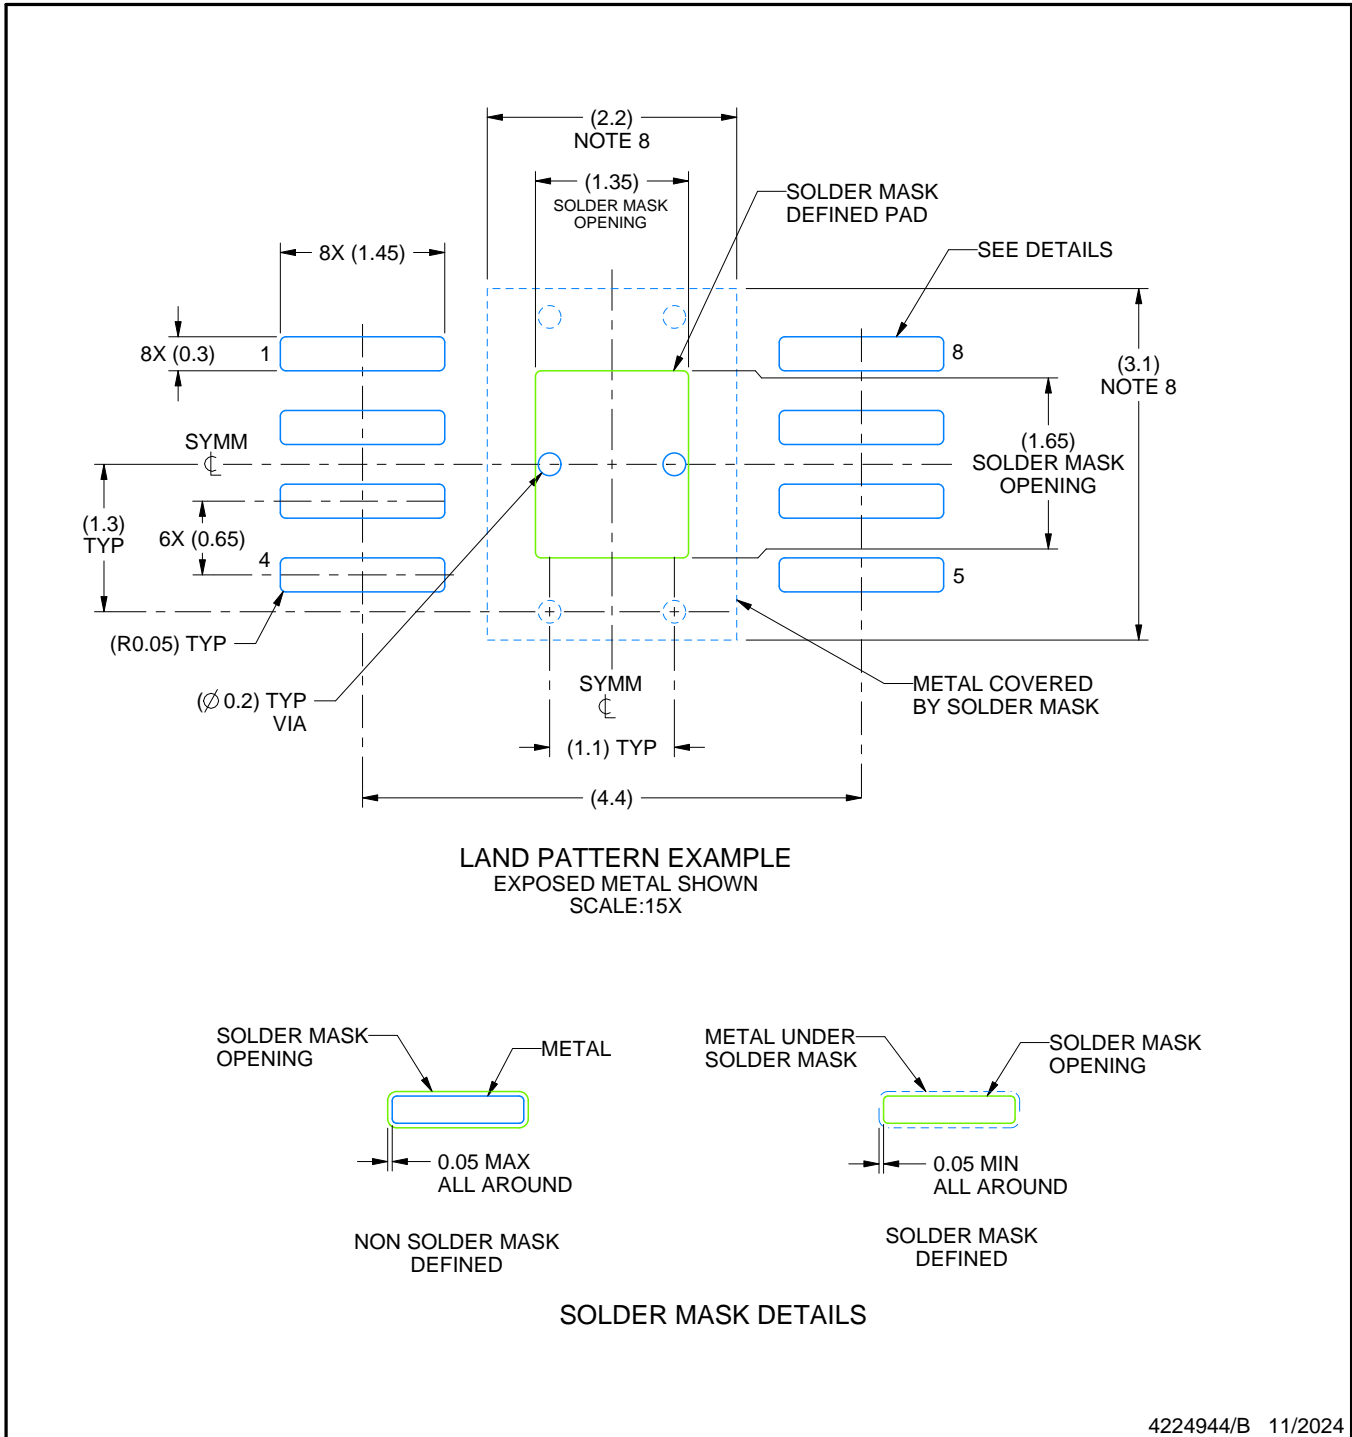 (2.2)
NOTE 8
(1.35)
SOLDER MASK
OPENING
SOLDER MASK
DEFINED PAD
8X (1.45)
SEE DETAILS
8X (0.3)
1
8
(3.1)
NOTE 8
SYMM
℄
(1.65)
SOLDER MASK
OPENING
(1.3)
TYP
6X (0.65)
4
5
(R0.05) TYP
(∅ 0.2) TYP
VIA
SYMM
℄
METAL COVERED
BY SOLDER MASK
(1.1) TYP
(4.4)
LAND PATTERN EXAMPLE
EXPOSED METAL SHOWN
SCALE:15X
SOLDER MASK
OPENING
METAL
0.05 MAX
ALL AROUND
NON SOLDER MASK
DEFINED
METAL UNDER
SOLDER MASK
SOLDER MASK
OPENING
0.05 MIN
ALL AROUND
SOLDER MASK
DEFINED
SOLDER MASK DETAILS
4224944/B 11/2024